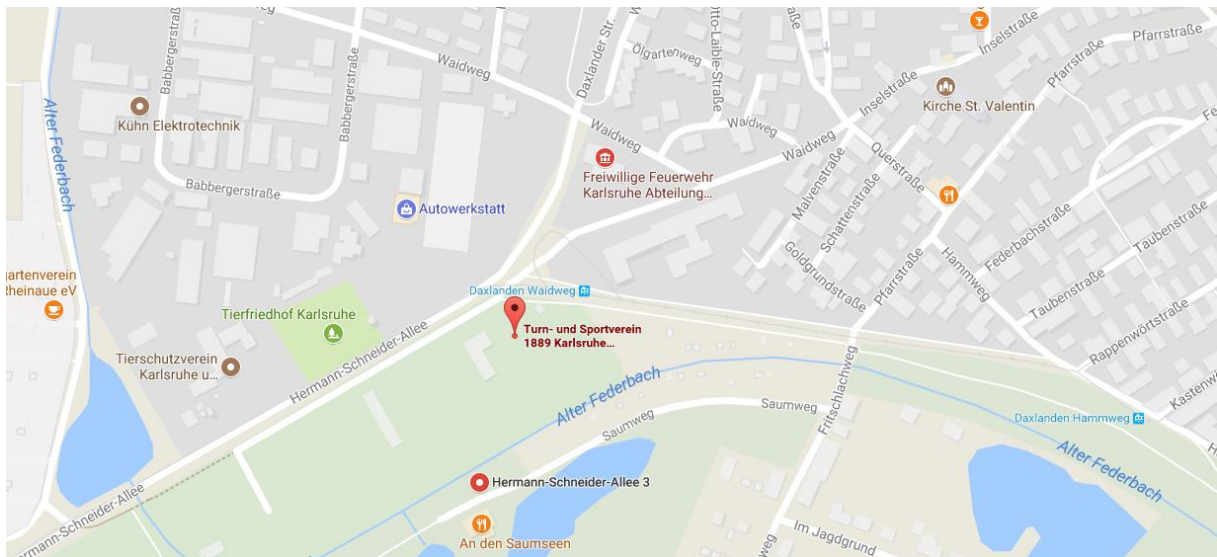 Waidweg
Daxlander Str.
Ölgartenweg
Otto-Laible-Straße
Inselstraße
Pfarrstraße
Pfarrstraße
Babbergerstraße
Babbergerstraße
Alter Federbach
Kühn Elektrotechnik
Waidweg
Waidweg
Waidweg
Inselstraße
Kirche St. Valentin
Freiwillige Feuerwehr
Karlsruhe Abteilung...
Babbergerstraße
Autowerkstatt
Malvenstraße
Schattenstraße
Querstraße
Goldgrundstraße
Pfarrstraße
Hammweg
Federbachstraße
Taubenstraße
Taubenstraße
Rappenwörtstraße
gartenverein
Rheinaue eV
Daxlanden Waidweg
Tierfriedhof Karlsruhe
Turn- und Sportverein
1889 Karlsruhe...
Tierschutzverein
Karlsruhe u...
Hermann-Schneider-Allee
Alter Federbach
Saumweg
Saumweg
Fritschlachweg
Daxlanden Hammweg
Alter Federbach
Hermann-Schneider-Allee 3
Hermann-Schneider-Allee
An den Saumseen
Im Jagdgrund